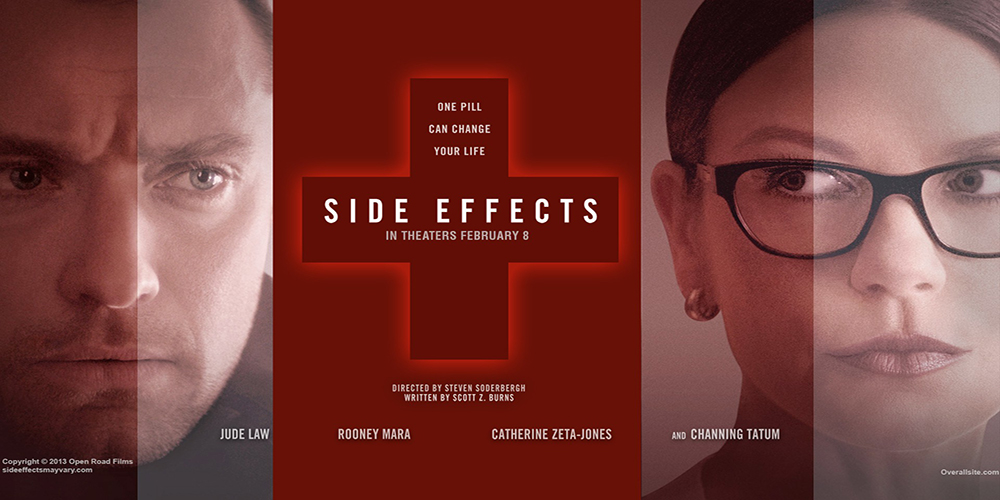 ONE PILL
CAN CHANGE
YOUR LIFE
SIDE EFFECTS
IN THEATERS FEBRUARY 8
DIRECTED BY STEVEN SODERBERGH
WRITTEN BY SCOTT Z. BURNS
JUDE LAW
ROONEY MARA
CATHERINE ZETA-JONES
AND CHANNING TATUM
Copyright © 2013 Open Road Films
sideeffectsmayvary.com
Overallsite.com